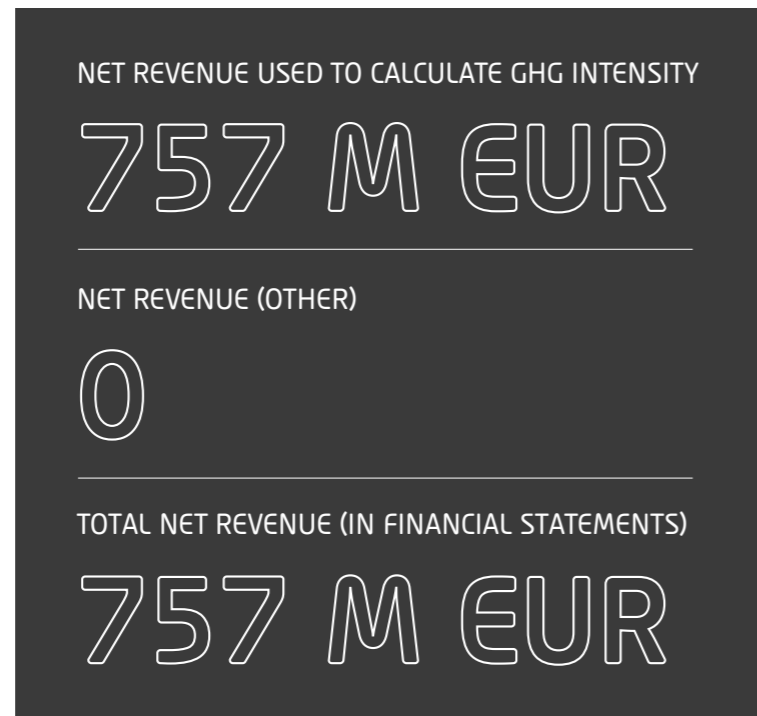 NET REVENUE USED TO CALCULATE GHG INTENSITY
757 M EUR
NET REVENUE (OTHER)
0
TOTAL NET REVENUE (IN FINANCIAL STATEMENTS)
757 M EUR